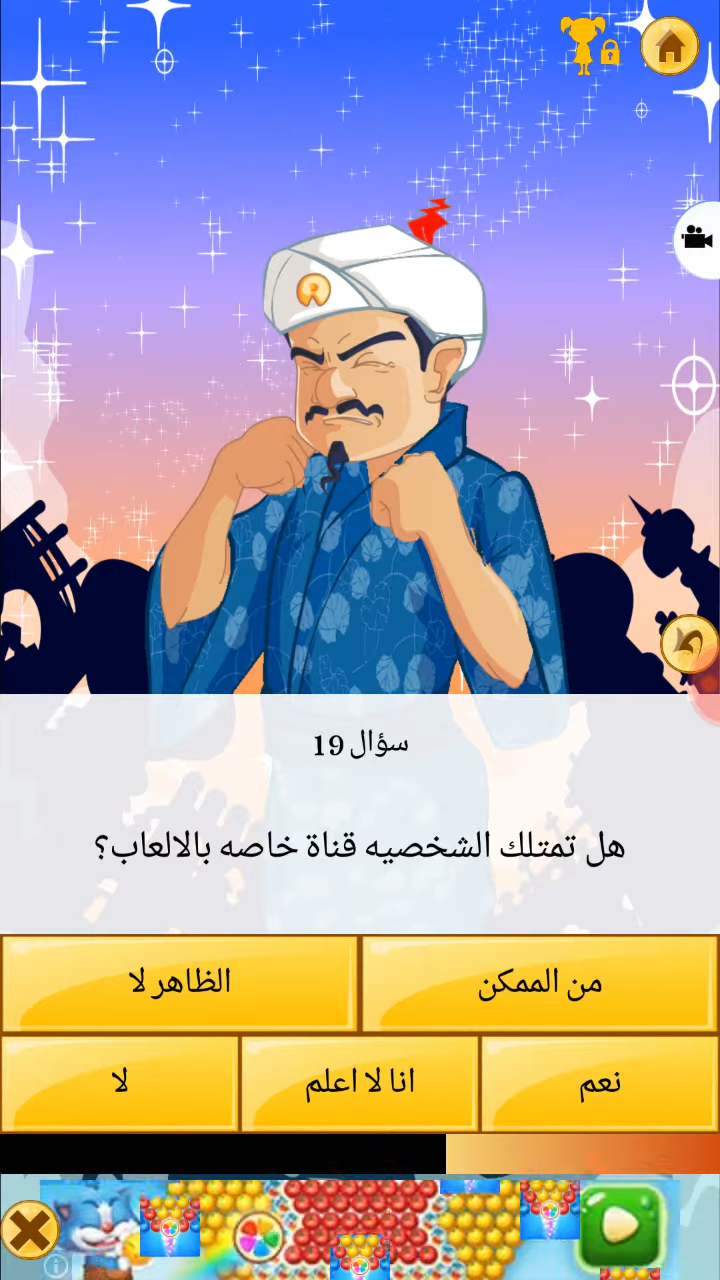 سؤال 19
هل تمتلك الشخصيه قناة خاصه بالالعاب؟
من الممكن
الظاهر لا
نعم
انا لا اعلم
لا